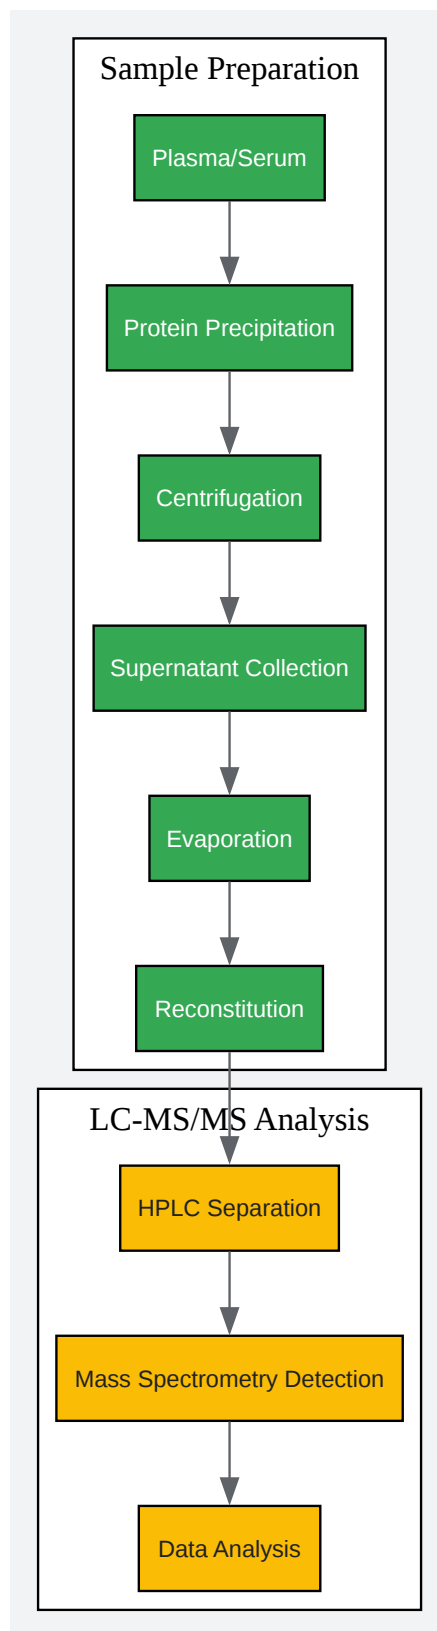 Sample Preparation
Plasma/Serum
Protein Precipitation
Centrifugation
Supernatant Collection
Evaporation
Reconstitution
LC-MS/MS Analysis
HPLC Separation
Mass Spectrometry Detection
Data Analysis